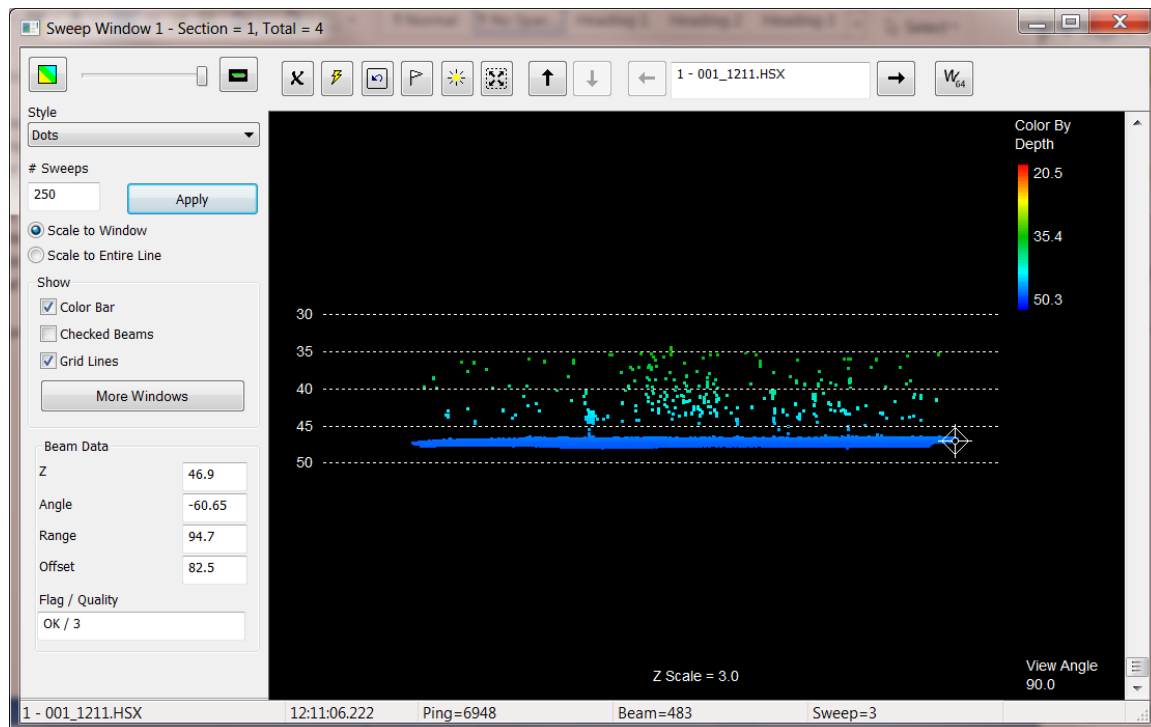 Sweep Window 1 - Section = 1, Total = 4
1 - 001_1211.HSX
W64
Style
Dots
# Sweeps
250
Apply
Scale to Window
Scale to Entire Line
Show
Color Bar
Checked Beams
Grid Lines
More Windows
Beam Data
Z
46.9
Angle
-60.65
Range
94.7
Offset
82.5
Flag / Quality
OK / 3
Color By
Depth
20.5
35.4
50.3
30
35
40
45
50
Z Scale = 3.0
View Angle
90.0
1 - 001_1211.HSX 12:11:06.222 Ping=6948 Beam=483 Sweep=3